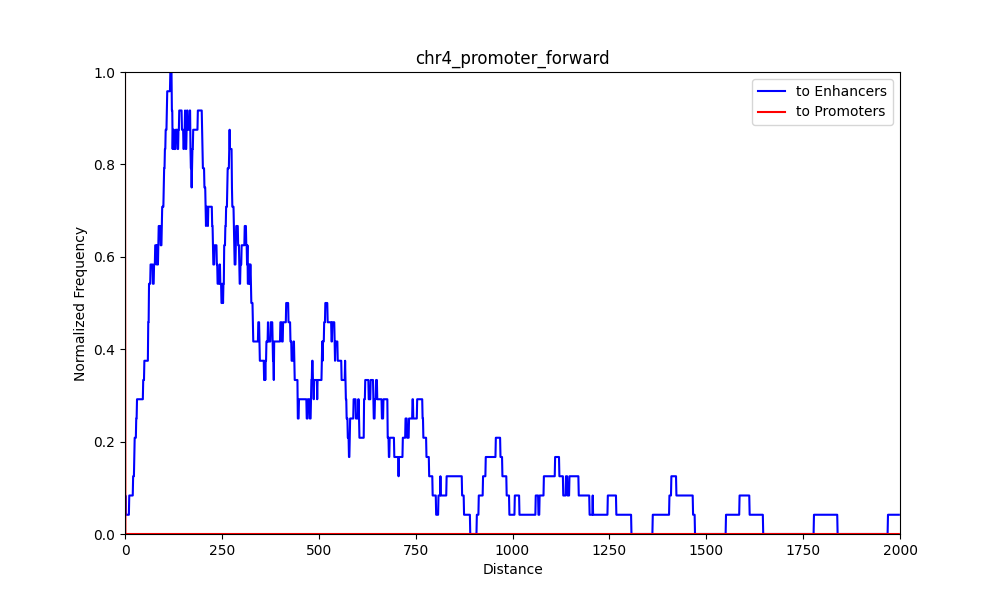 chr4_promoter_forward
1.0
0.8
0.6
0.4
0.2
0.0
Normalized Frequency
to Enhancers
to Promoters
0 250 500 750 1000 1250 1500 1750 2000
Distance